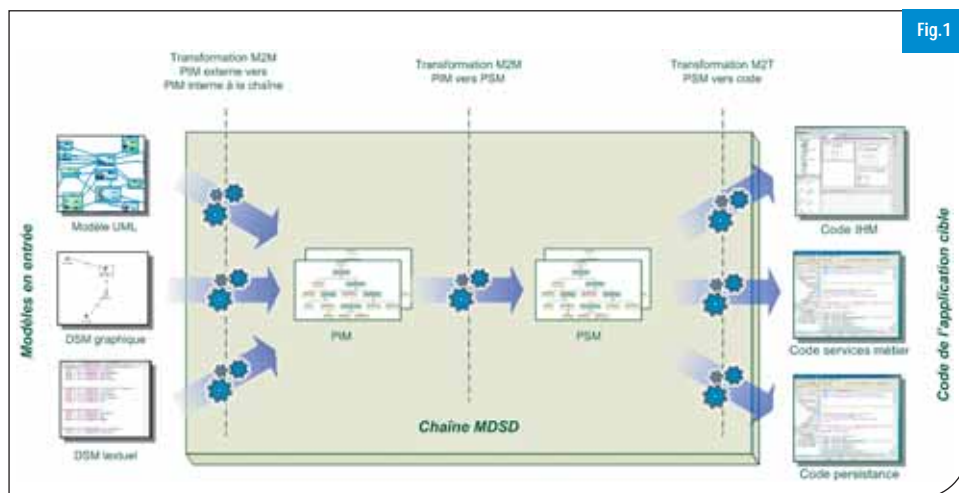 Fig.1
Transformation M2M
PIM externe vers
PIM interne à la chaîne
Transformation M2M
PIM vers PSM
Transformation M2T
PSM vers code
Modèles en entrée
Modèle UML
DSM graphique
DSM textuel
PIM
PSM
Chaîne MDSD
Code IHM
Code services métier
Code persistance
Code de l'application cible